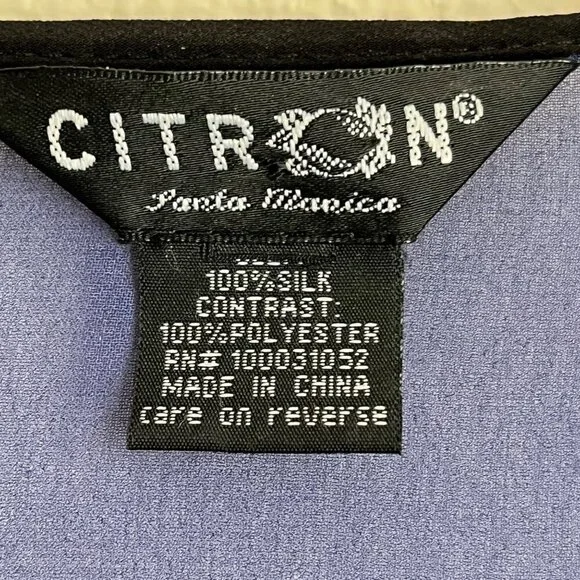 CITRON®
Santa Monica
100%SILK
CONTRAST:
100%POLYESTER
RN# 100031052
MADE IN CHINA
care on reverse